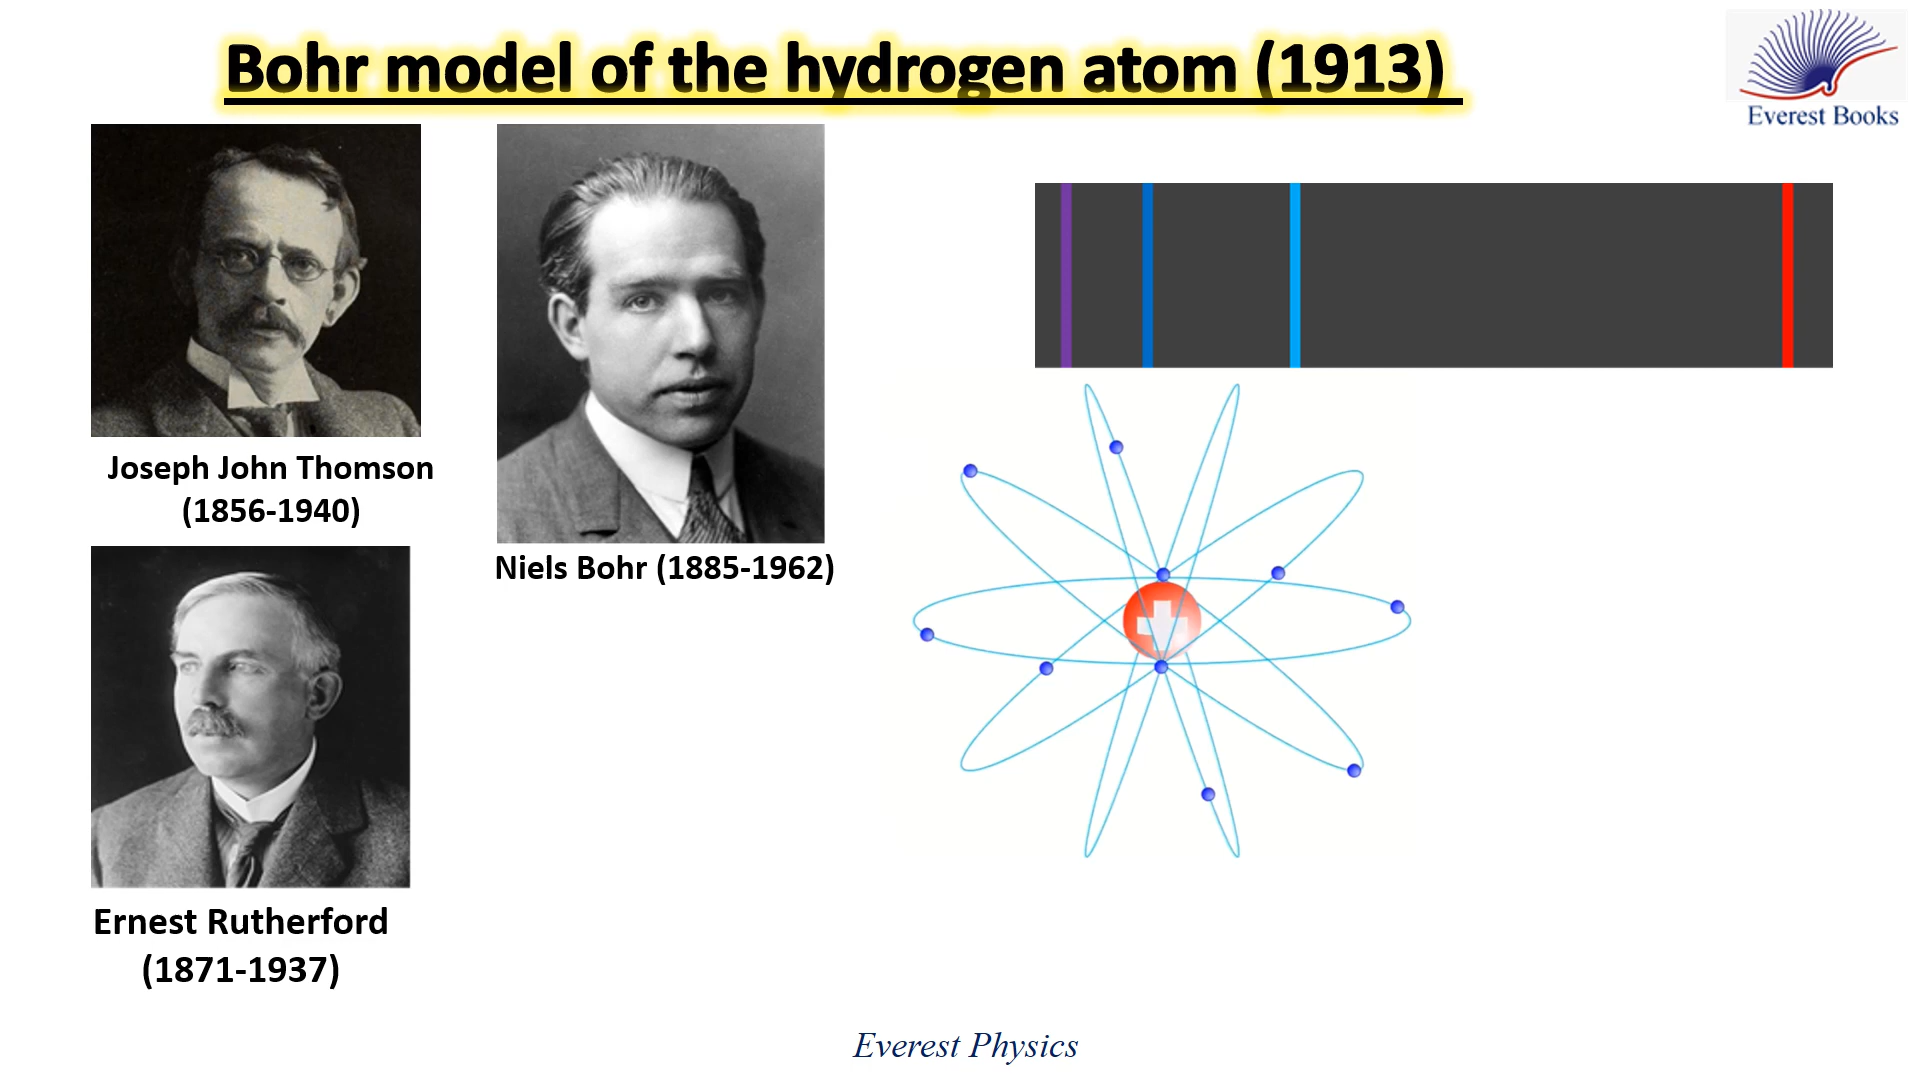 Bohr model of the hydrogen atom (1913)
Everest Books
Joseph John Thomson
(1856-1940)
Niels Bohr (1885-1962)
Ernest Rutherford
(1871-1937)
Everest Physics